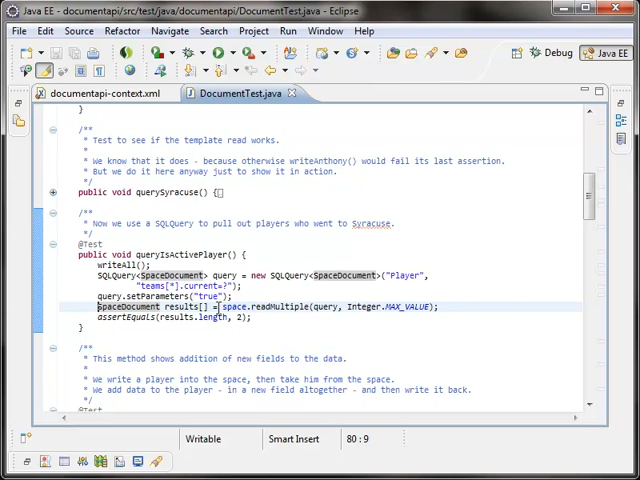 Java EE - documentapi/src/test/java/documentapi/DocumentTest.java - Eclipse
File Edit Source Refactor Navigate Search Project Run Window Help
Debug Java EE
documentapi-context.xml DocumentTest.java
}
/**
* Test to see if the template read works.
*
* We know that it does - because otherwise writeAnthony() would fail its last assertion.
* But we do it here anyway just to show it in action.
*/
public void querySyracuse() {
/**
* Now we use a SQLQuery to pull out players who went to Syracuse.
*/
@Test
public void queryIsActivePlayer() {
writeAll();
SQLQuery<SpaceDocument> query = new SQLQuery<SpaceDocument>("Player",
"teams[*].current=?");
query.setParameters("true");
SpaceDocument results[] = space.readMultiple(query, Integer.MAX_VALUE);
assertEquals(results.length, 2);
}
/**
* This method shows addition of new fields to the data.
*
* We write a player into the space, then take him from the space.
* We add data to the player - in a new field altogether - and then write it back.
*/
@Test
Writable Smart Insert 80 : 9